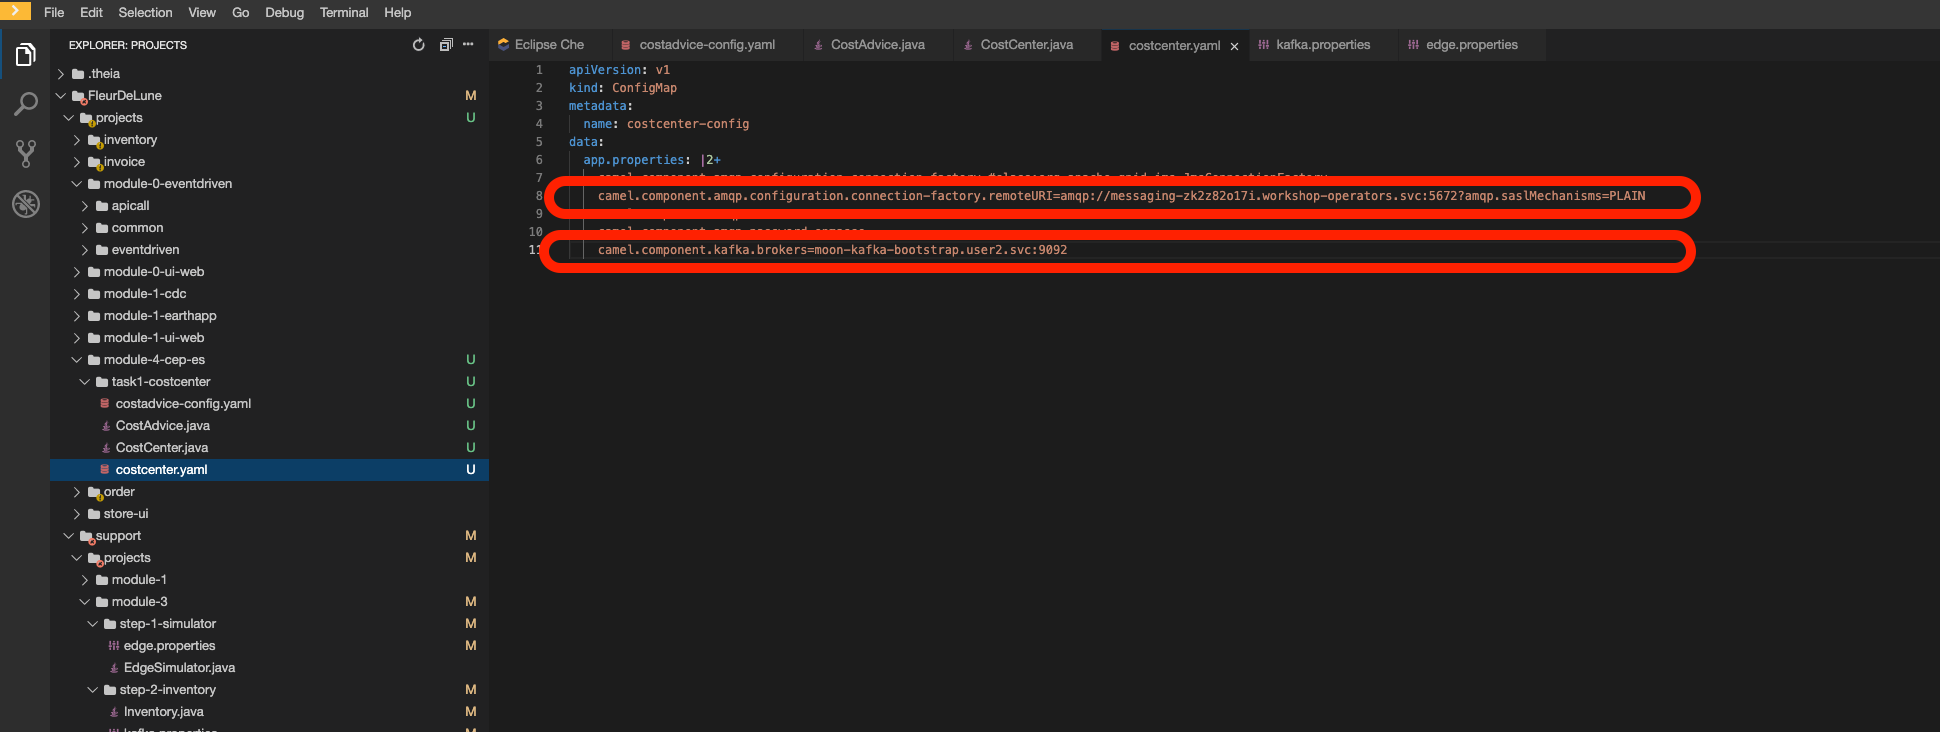 File Edit Selection View Go Debug Terminal Help
EXPLORER: PROJECTS
Eclipse Che
costadvice-config.yaml
CostAdvice.java
CostCenter.java
costcenter.yaml
kafka.properties
edge.properties
.theia
FleurDeLune M
projects U
inventory
invoice
module-0-eventdriven
apicall
common
eventdriven
module-0-ui-web
module-1-cdc
module-1-earthapp
module-1-ui-web
module-4-cep-es U
task1-costcenter U
costadvice-config.yaml U
CostAdvice.java U
CostCenter.java U
costcenter.yaml U
order
store-ui
support M
projects M
module-1
module-3 M
step-1-simulator M
edge.properties M
EdgeSimulator.java
step-2-inventory M
Inventory.java M
1 apiVersion: v1
2 kind: ConfigMap
3 metadata:
4 name: costcenter-config
5 data:
6 app.properties: |2+
7
8 camel.component.amqp.configuration.connection-factory.remoteURI=amqp://messaging-zk2z82o17i.workshop-operators.svc:5672?amqp.saslMechanisms=PLAIN
9
10
11 camel.component.kafka.brokers=moon-kafka-bootstrap.user2.svc:9092